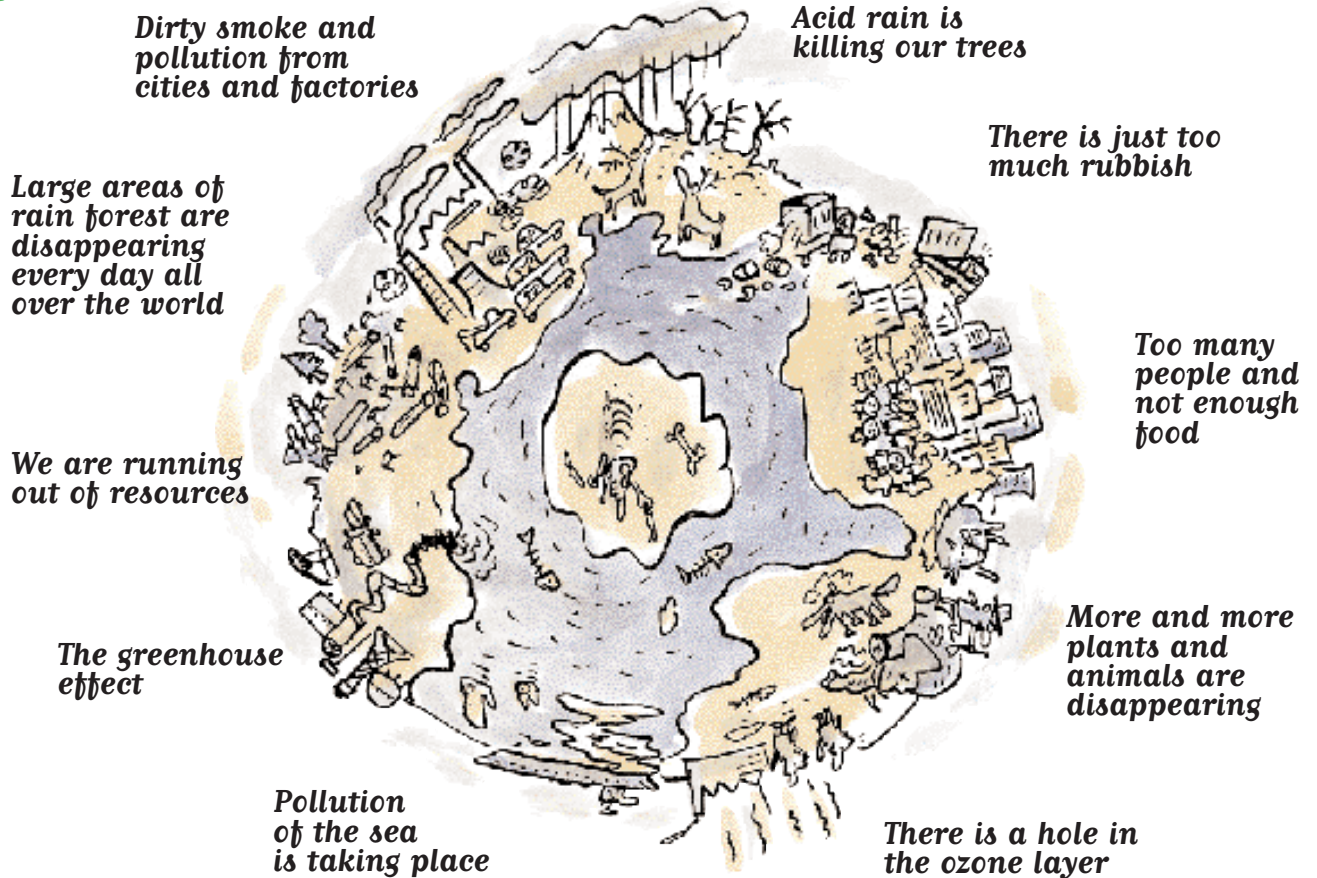 Dirty smoke and
pollution from
cities and factories
Acid rain is
killing our trees
There is just too
much rubbish
Large areas of
rain forest are
disappearing
every day all
over the world
Too many
people and
not enough
food
We are running
out of resources
More and more
plants and
animals are
disappearing
The greenhouse
effect
Pollution
of the sea
is taking place
There is a hole in
the ozone layer